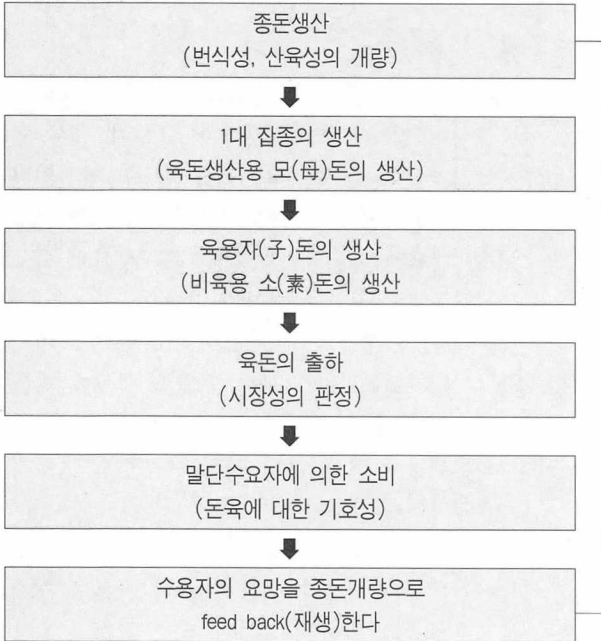 종돈생산
(번식성, 산육성의 개량)
1대 잡종의 생산
(육돈생산용 모(母)돈의 생산)
육용자(子)돈의 생산
(비육용 소(素)돈의 생산
육돈의 출하
(시장성의 판정)
말단수요자에 의한 소비
(돈육에 대한 기호성)
수용자의 요망을 종돈개량으로
feed back(재생)한다